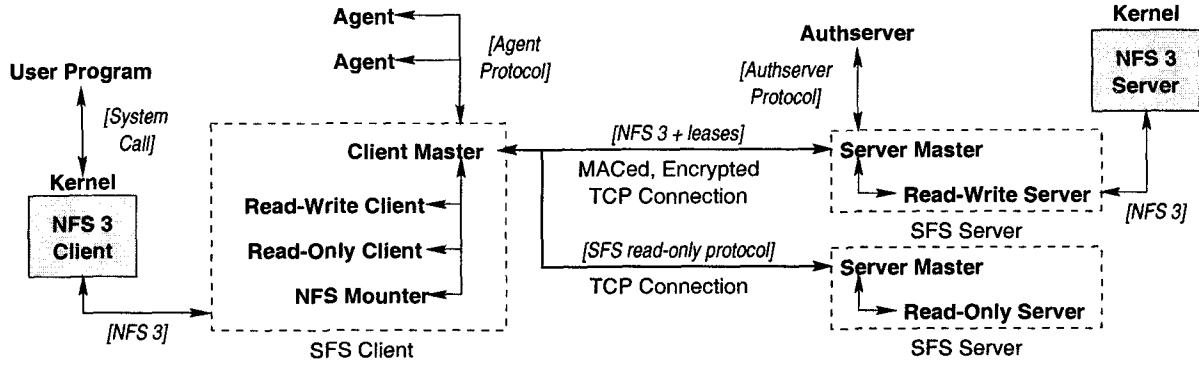 Agent
Agent
[Agent
Protocol]
User Program
[System
Call]
Kernel
NFS 3
Client
[NFS 3]
Client Master
Read-Write Client
Read-Only Client
NFS Mounter
SFS Client
[NFS 3 + leases]
MACed, Encrypted
TCP Connection
[SFS read-only protocol]
TCP Connection
Authserver
[Authserver
Protocol]
Kernel
NFS 3
Server
Server Master
Read-Write Server
[NFS 3]
SFS Server
Server Master
Read-Only Server
SFS Server